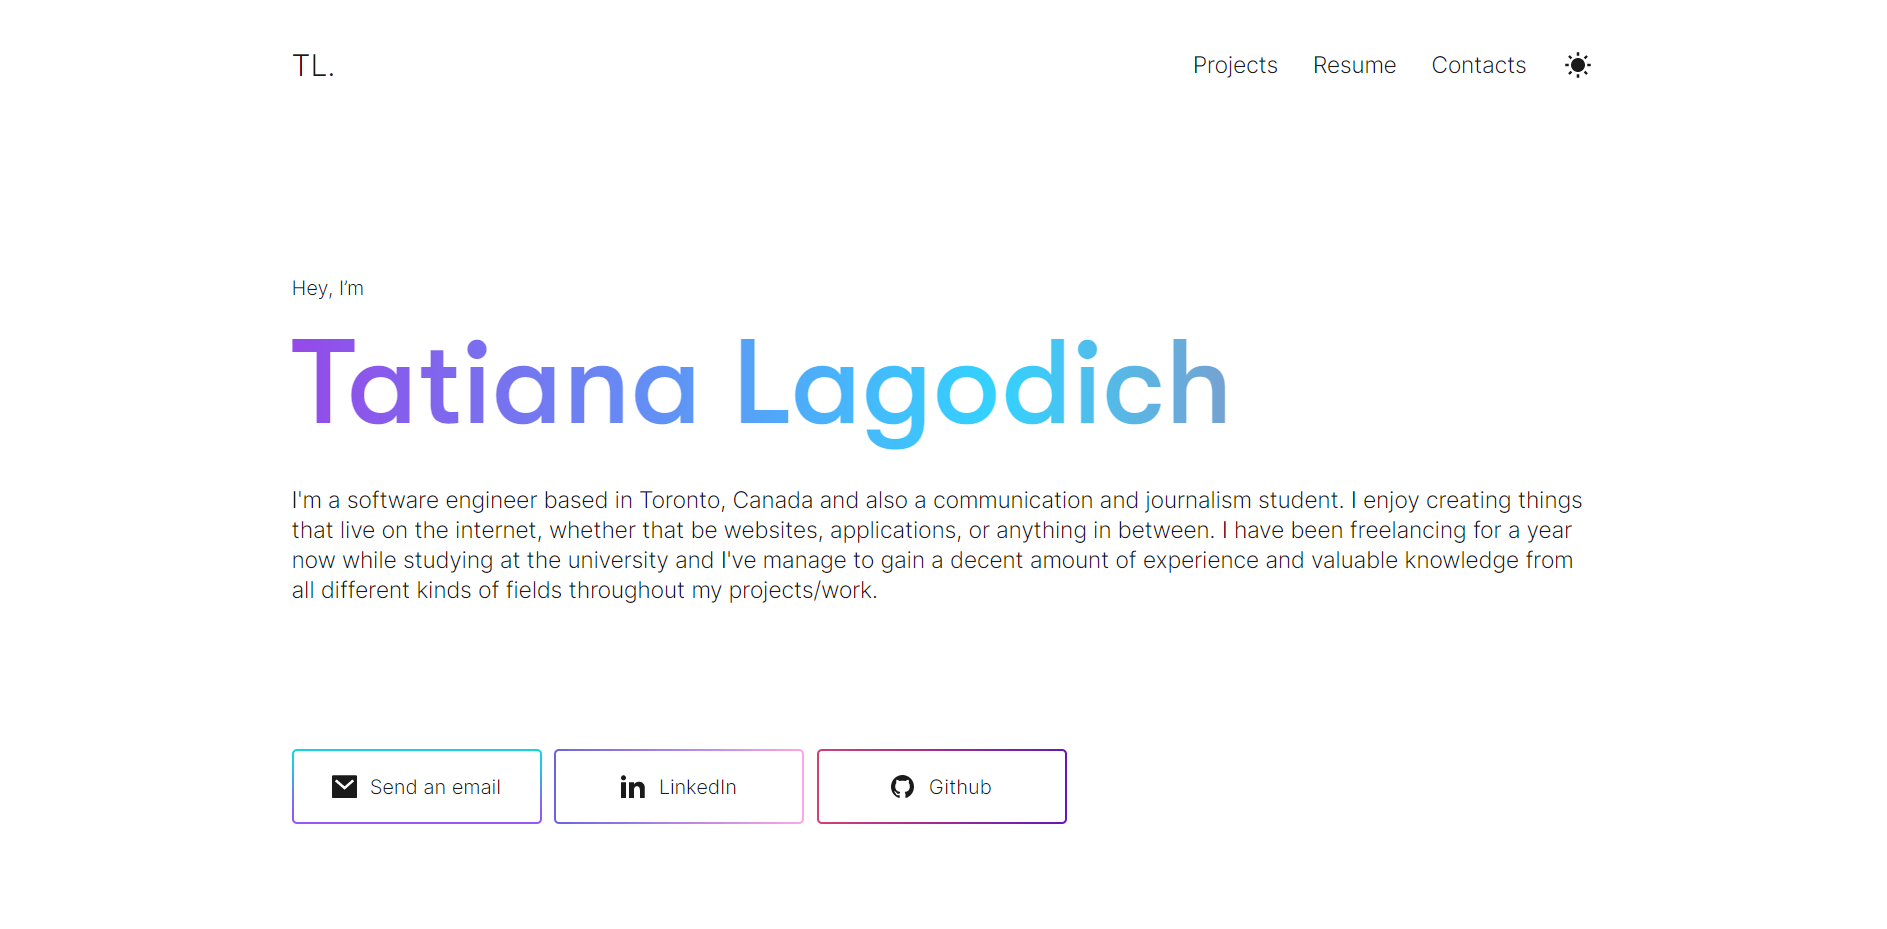 TL.
Projects Resume Contacts
Hey, I’m
Tatiana Lagodich
I'm a software engineer based in Toronto, Canada and also a communication and journalism student. I enjoy creating things
that live on the internet, whether that be websites, applications, or anything in between. I have been freelancing for a year
now while studying at the university and I've manage to gain a decent amount of experience and valuable knowledge from
all different kinds of fields throughout my projects/work.
Send an email LinkedIn Github